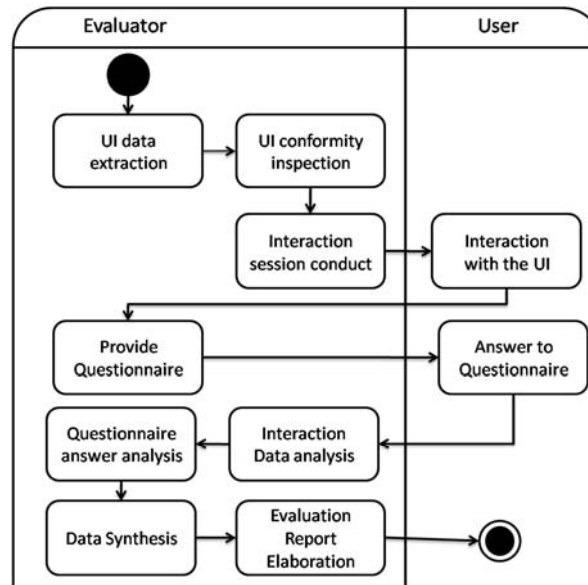 Evaluator
User
UI data
extraction
UI conformity
inspection
Interaction
session conduct
Interaction
with the UI
Provide
Questionnaire
Answer to
Questionnaire
Questionnaire
answer analysis
Interaction
Data analysis
Data Synthesis
Evaluation
Report
Elaboration